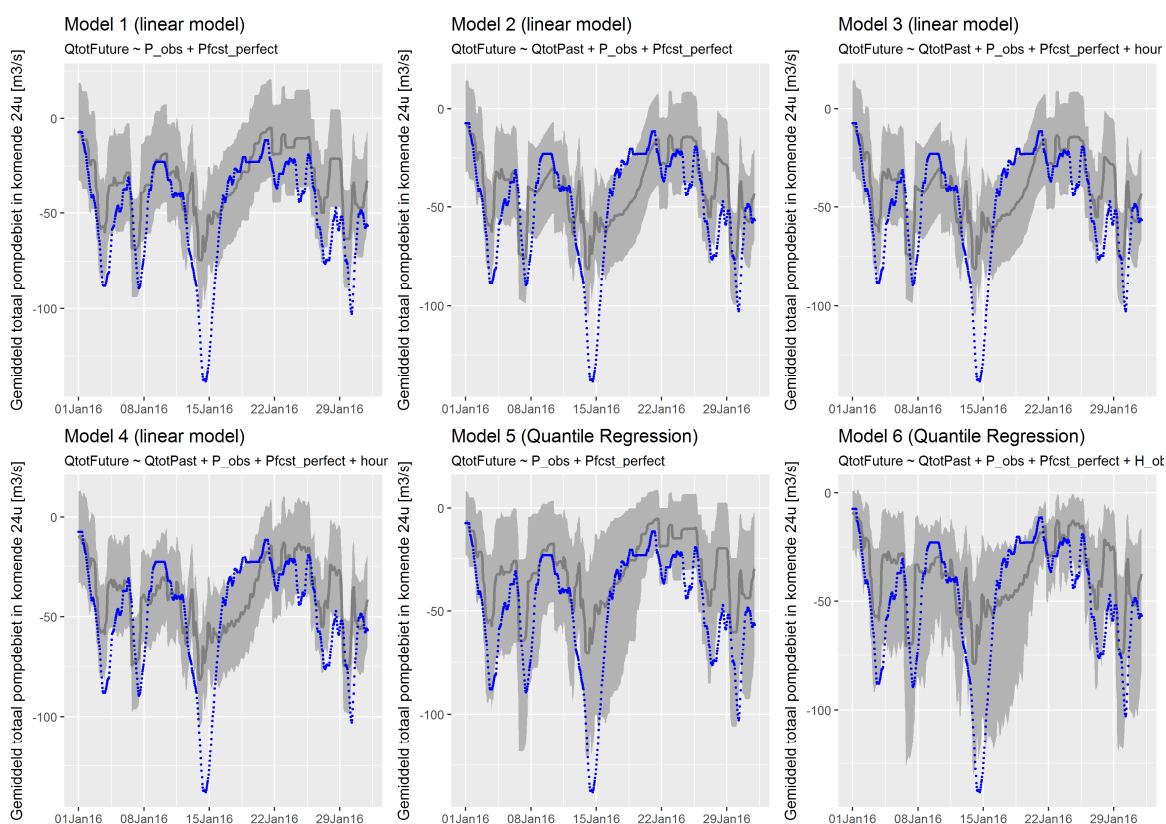 Model 1 (linear model)
QtotFuture ~ P_obs + Pfcst_perfect
Gemiddeld totaal pompdebiet in komende 24u [m3/s]
0
-50
-100
01Jan16 08Jan16 15Jan16 22Jan16 29Jan16
Model 2 (linear model)
QtotFuture ~ QtotPast + P_obs + Pfcst_perfect
Gemiddeld totaal pompdebiet in komende 24u [m3/s]
0
-50
-100
01Jan16 08Jan16 15Jan16 22Jan16 29Jan16
Model 3 (linear model)
QtotFuture ~ QtotPast + P_obs + Pfcst_perfect + hour
Gemiddeld totaal pompdebiet in komende 24u [m3/s]
0
-50
-100
01Jan16 08Jan16 15Jan16 22Jan16 29Jan16
Model 4 (linear model)
QtotFuture ~ QtotPast + P_obs + Pfcst_perfect + hour
Gemiddeld totaal pompdebiet in komende 24u [m3/s]
0
-50
-100
01Jan16 08Jan16 15Jan16 22Jan16 29Jan16
Model 5 (Quantile Regression)
QtotFuture ~ P_obs + Pfcst_perfect
Gemiddeld totaal pompdebiet in komende 24u [m3/s]
0
-50
-100
01Jan16 08Jan16 15Jan16 22Jan16 29Jan16
Model 6 (Quantile Regression)
QtotFuture ~ QtotPast + P_obs + Pfcst_perfect + H_ob
Gemiddeld totaal pompdebiet in komende 24u [m3/s]
0
-50
-100
01Jan16 08Jan16 15Jan16 22Jan16 29Jan16